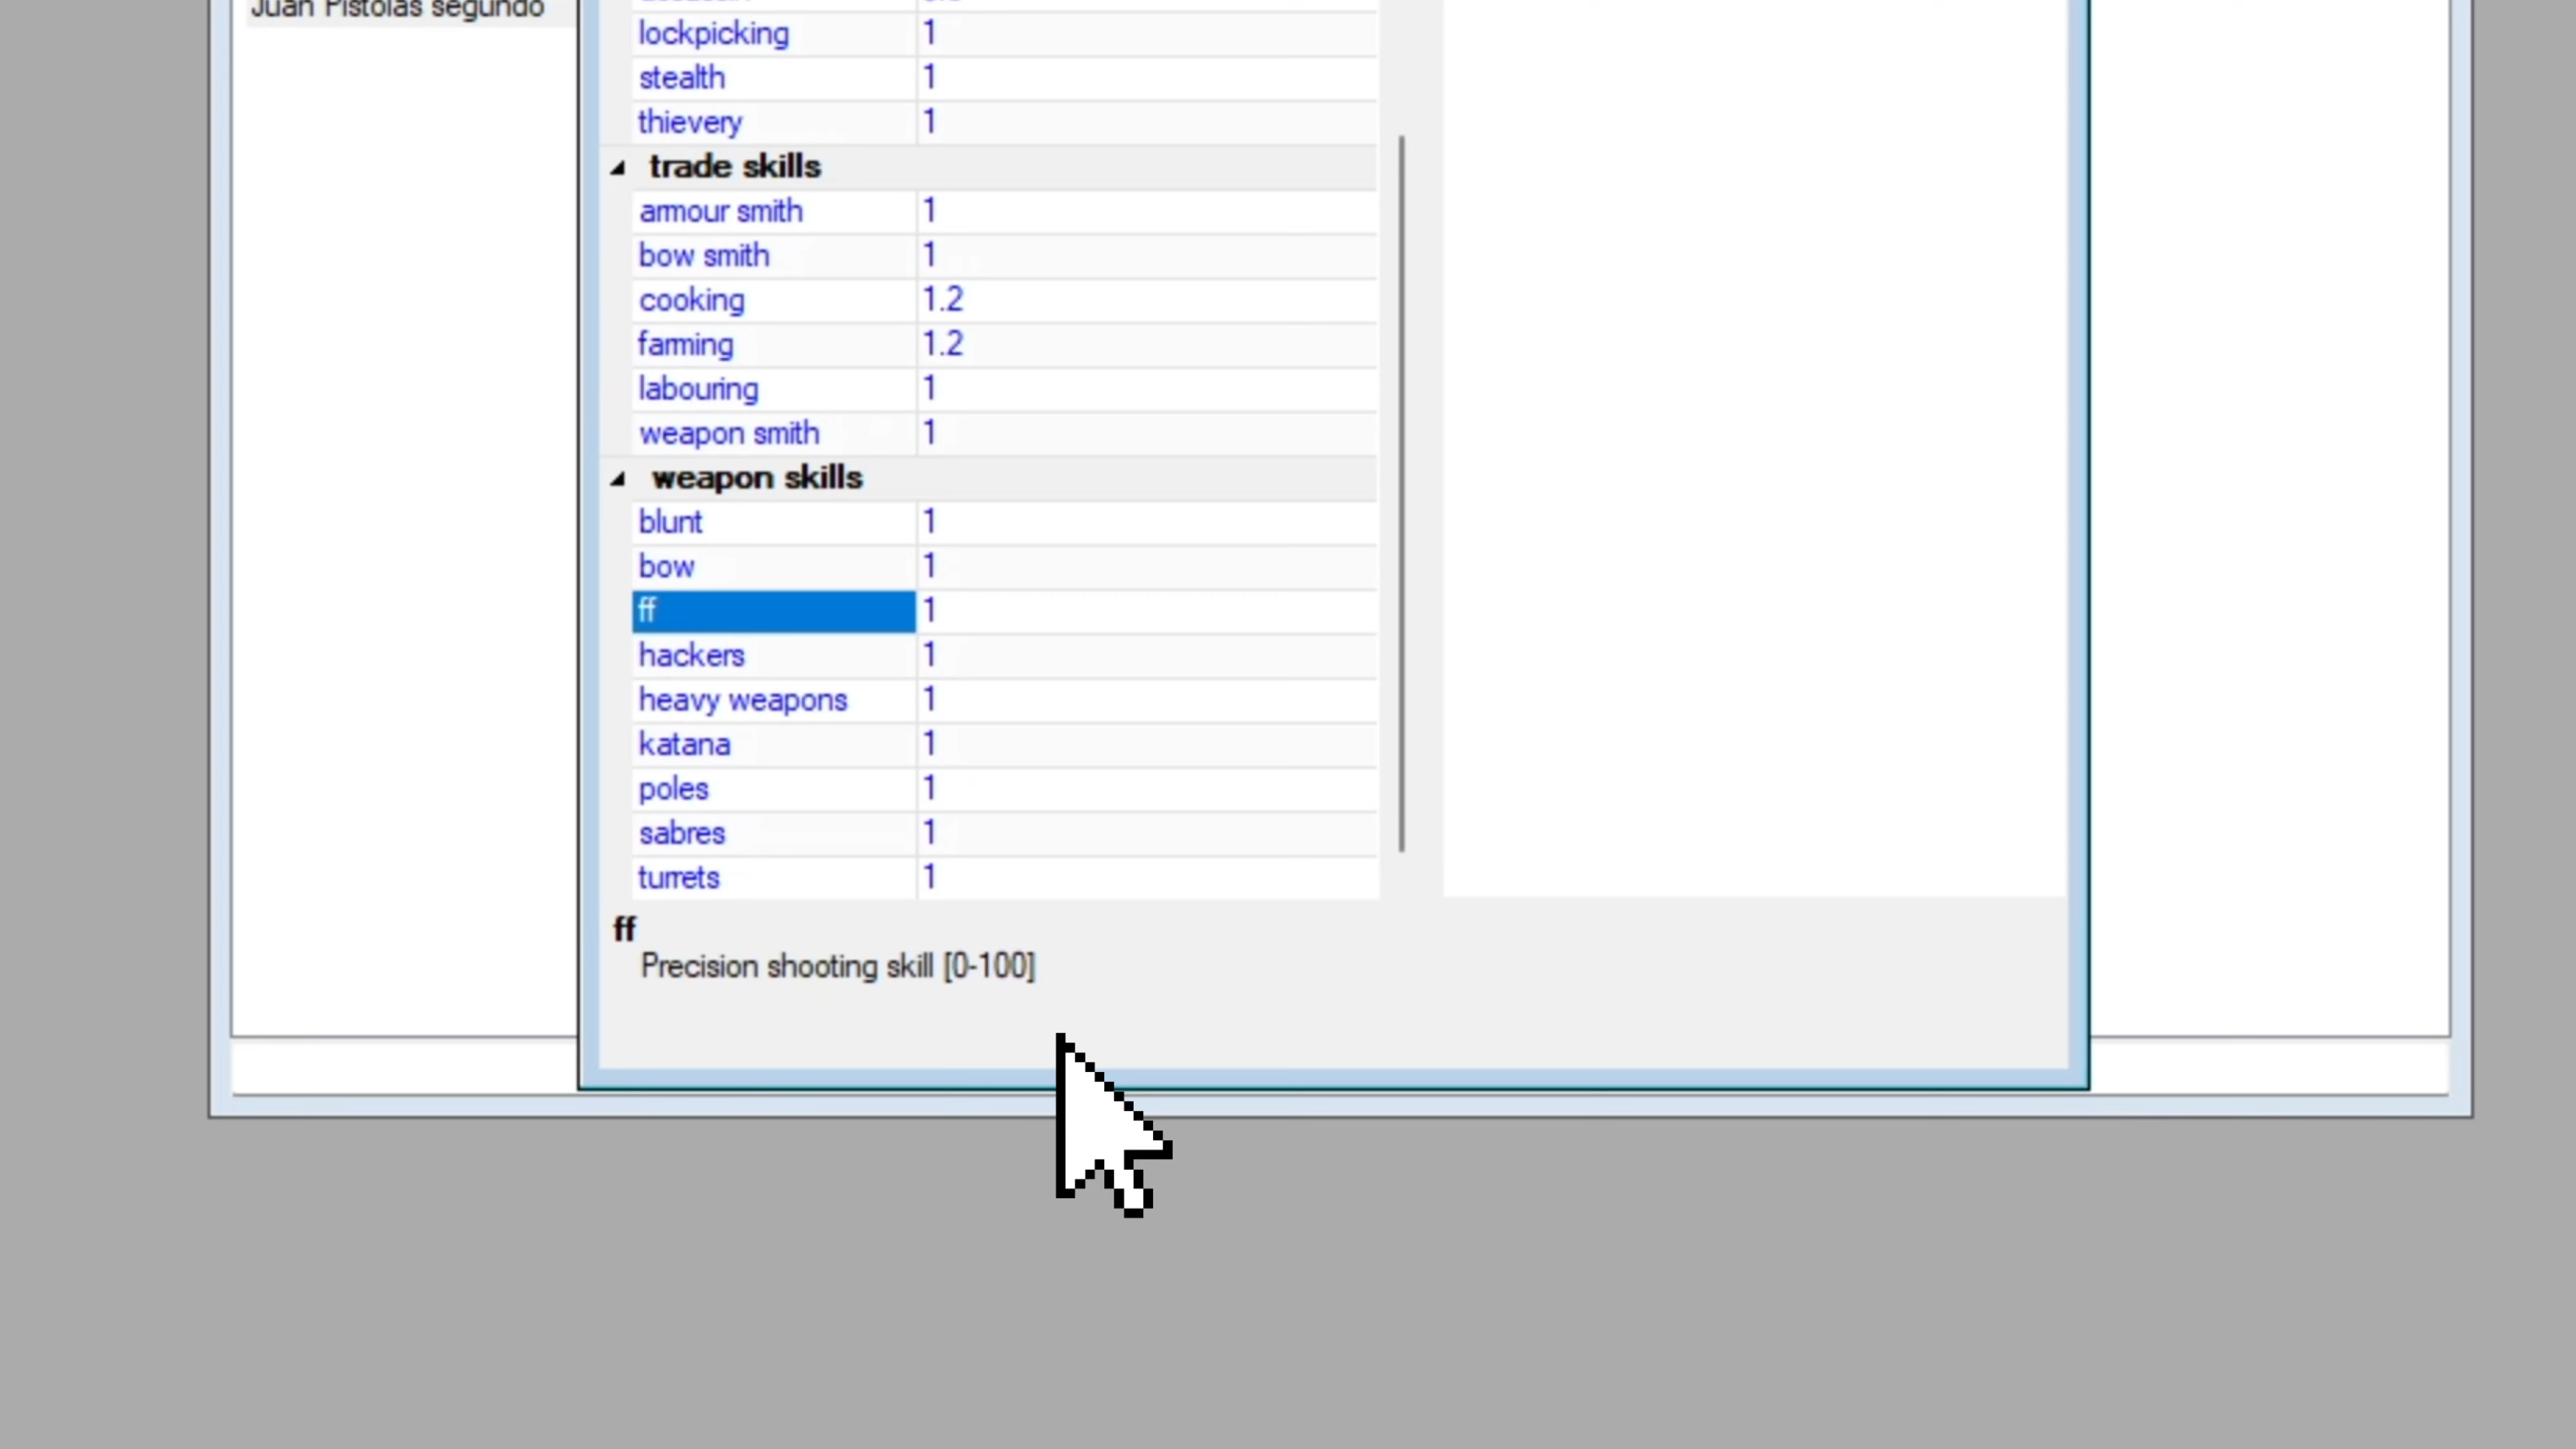 Juan Pistolas segundo
lockpicking 1
stealth 1
thievery 1
trade skills
armour smith 1
bow smith 1
cooking 1.2
farming 1.2
labouring 1
weapon smith 1
weapon skills
blunt 1
bow 1
ff 1
hackers 1
heavy weapons 1
katana 1
poles 1
sabres 1
turrets 1
ff
Precision shooting skill [0-100]